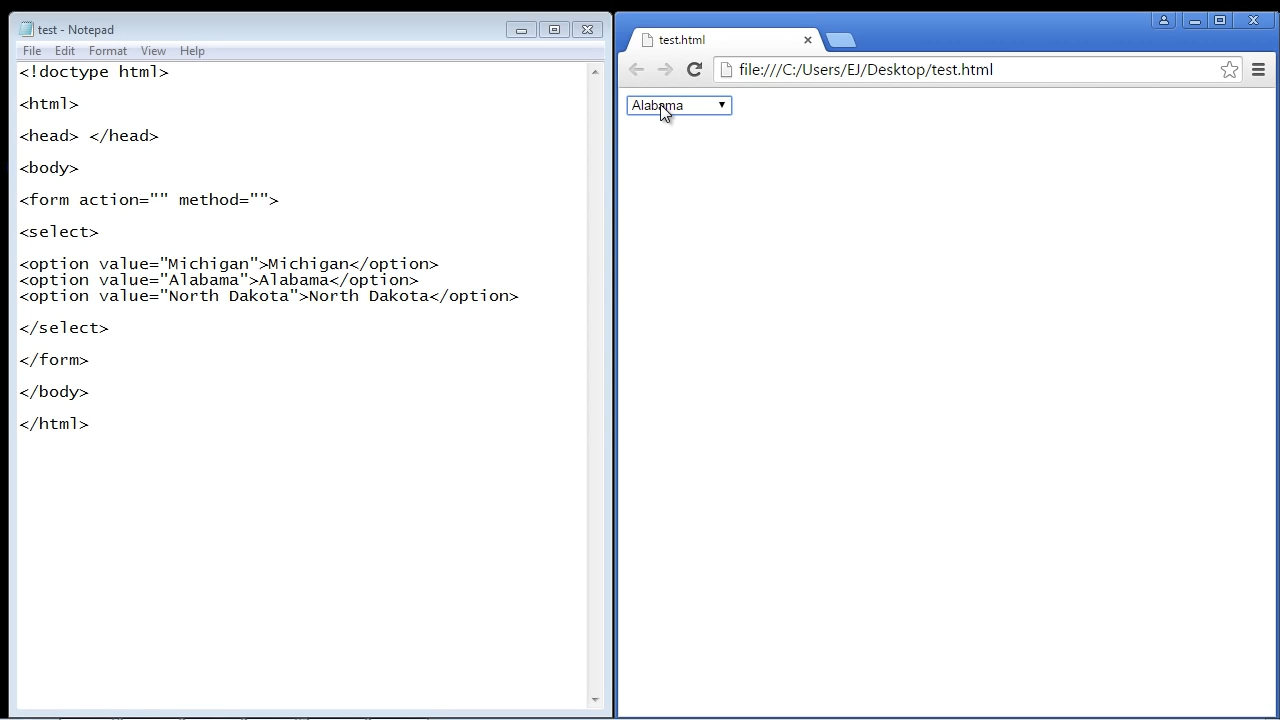 test - Notepad
File Edit Format View Help
<!doctype html>
<html>
<head> </head>
<body>
<form action="" method="">
<select>
<option value="Michigan">Michigan</option>
<option value="Alabama">Alabama</option>
<option value="North Dakota">North Dakota</option>
</select>
</form>
</body>
</html>
test.html
file:///C:/Users/EJ/Desktop/test.html
Alabama